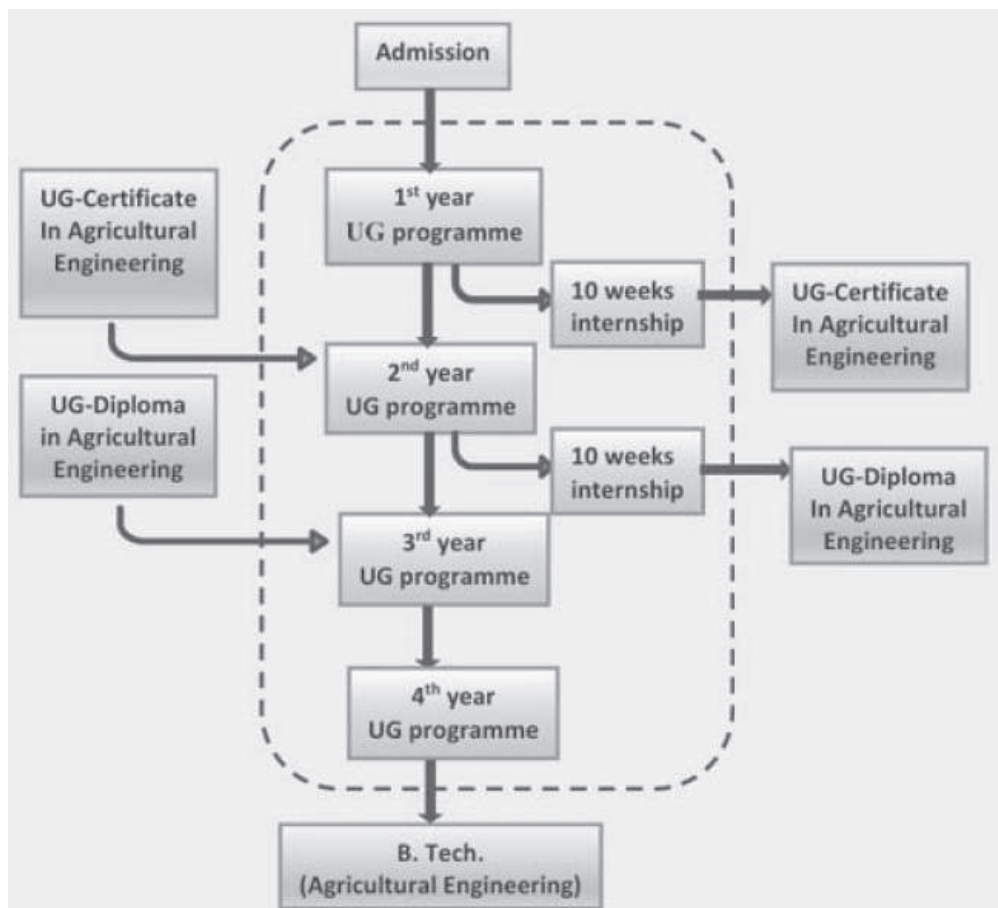 Admission
1st year
UG programme
UG-Certificate
In Agricultural
Engineering
10 weeks
internship
UG-Certificate
In Agricultural
Engineering
2nd year
UG programme
UG-Diploma
in Agricultural
Engineering
10 weeks
internship
UG-Diploma
In Agricultural
Engineering
3rd year
UG programme
4th year
UG programme
B. Tech.
(Agricultural Engineering)